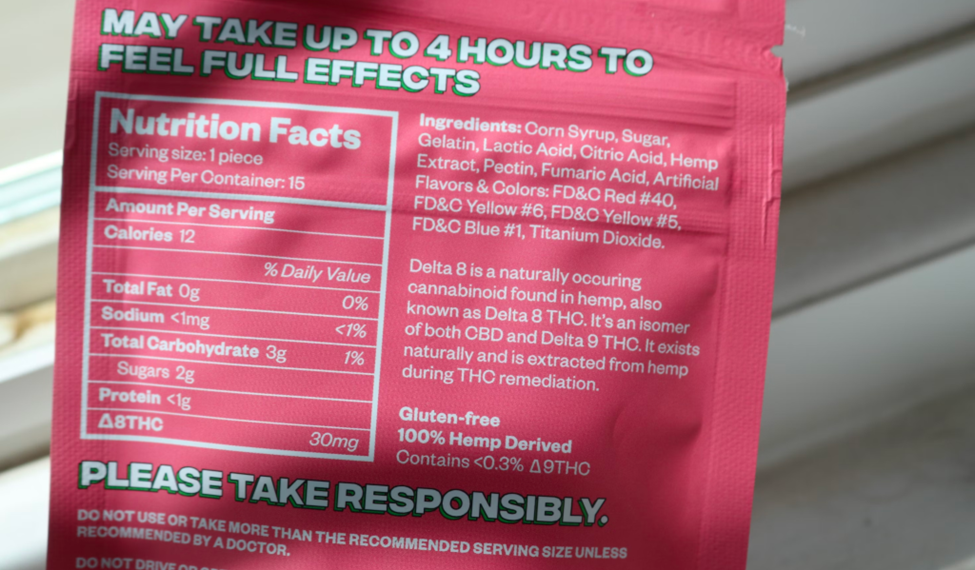 MAY TAKE UP TO 4 HOURS TO
FEEL FULL EFFECTS
Nutrition Facts
Serving size: 1 piece
Serving Per Container: 15
Amount Per Serving
Calories 12
% Daily Value
Total Fat 0g 0%
Sodium <1mg <1%
Total Carbohydrate 3g 1%
Sugars 2g
Protein <1g
Δ8THC 30mg
Ingredients: Corn Syrup, Sugar,
Gelatin, Lactic Acid, Citric Acid, Hemp
Extract, Pectin, Fumaric Acid, Artificial
Flavors & Colors: FD&C Red #40,
FD&C Yellow #6, FD&C Yellow #5,
FD&C Blue #1, Titanium Dioxide.
Delta 8 is a naturally occuring
cannabinoid found in hemp, also
known as Delta 8 THC. It's an isomer
of both CBD and Delta 9 THC. It exists
naturally and is extracted from hemp
during THC remediation.
Gluten-free
100% Hemp Derived
Contains <0.3% Δ9THC
PLEASE TAKE RESPONSIBLY.
DO NOT USE OR TAKE MORE THAN THE RECOMMENDED SERVING SIZE UNLESS
RECOMMENDED BY A DOCTOR.
DO NOT DRIVE OR